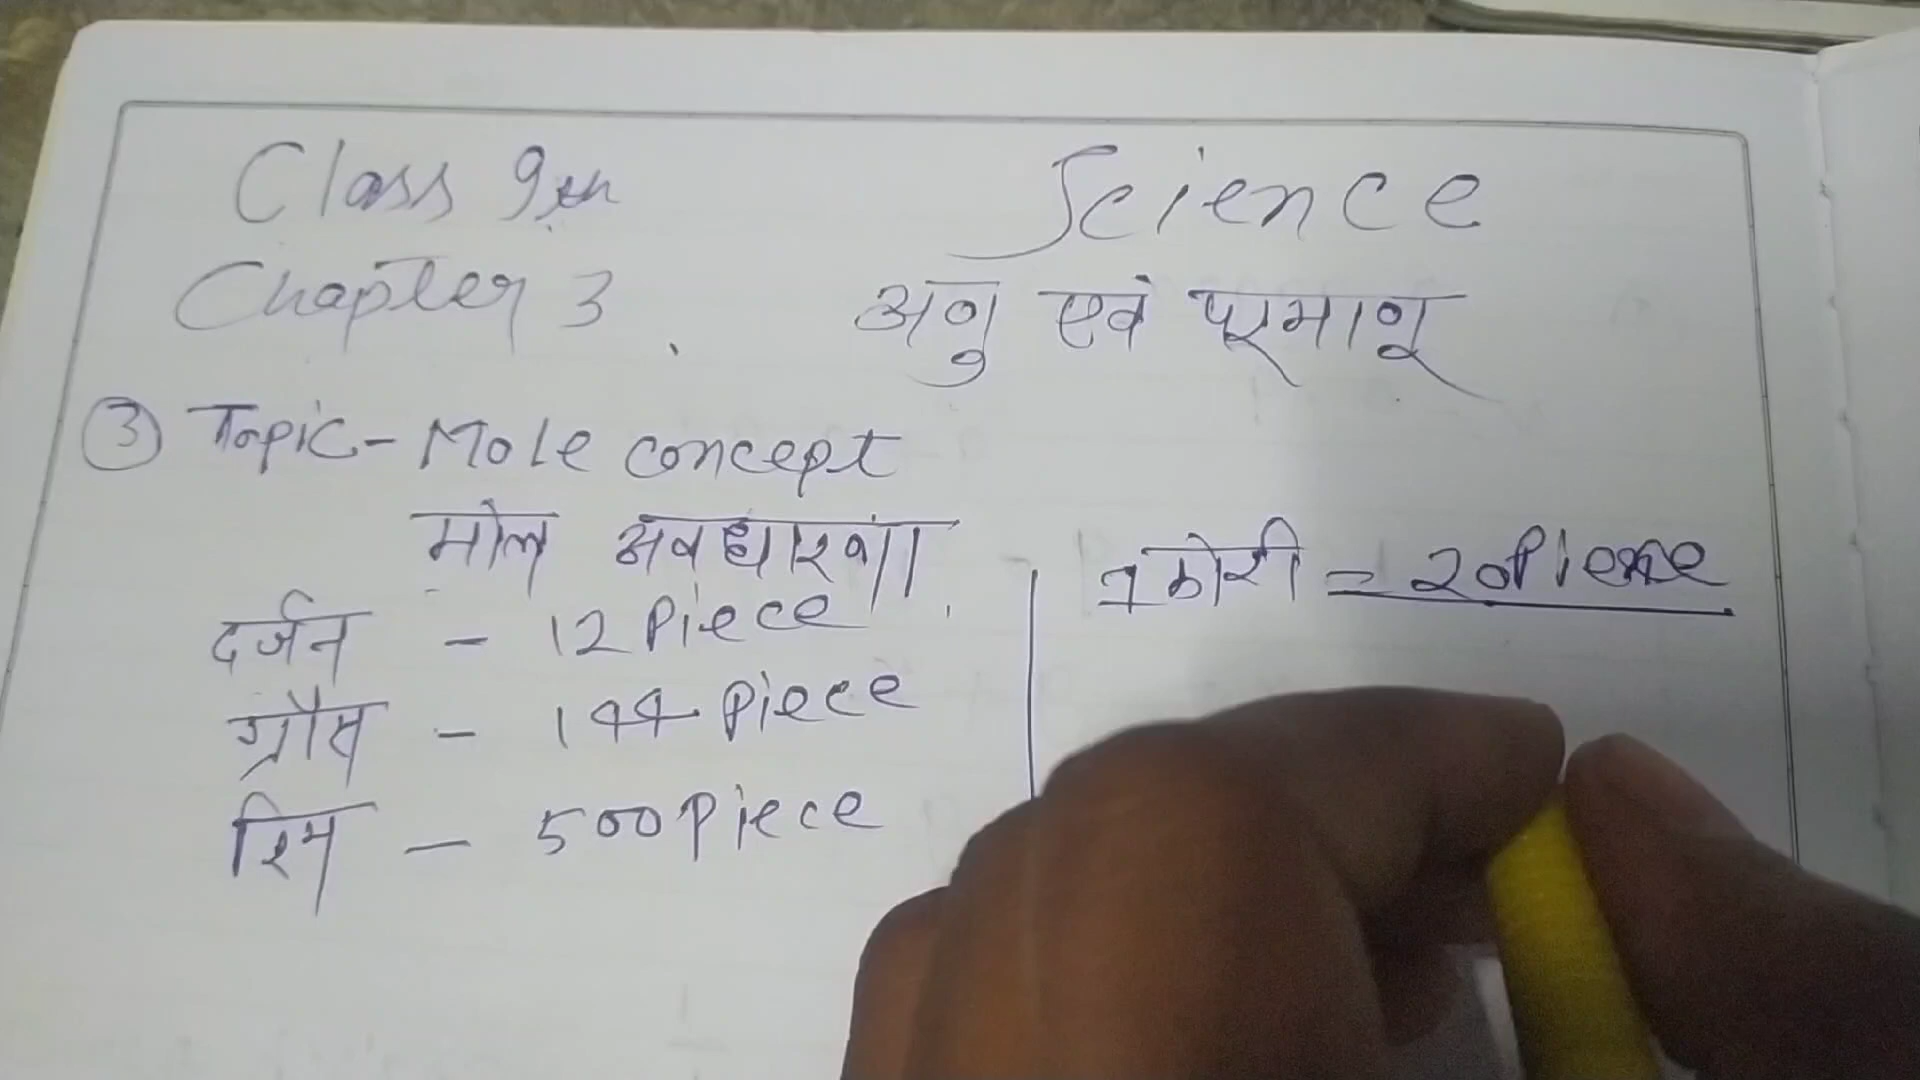 Class 9th
Science
Chapter 3
अणु एवं परमाणु
③ Topic - Mole concept
मोल अवधारणा
दर्जन - 12 Piece
ग्रौस - 144 Piece
रिम - 500 Piece
1 कोरी = 20 Piece